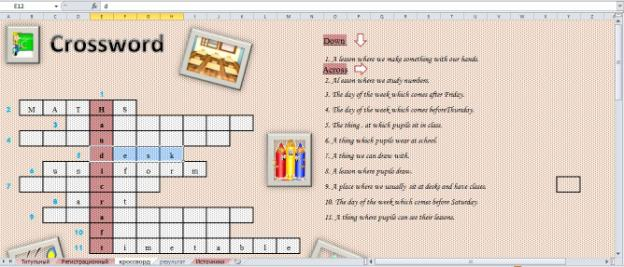 E12
d
A B C D E F G H I J K L M N O P Q R S T U V W X Y Z
Crossword
Down
1. A lesson where we make something with our hands.
Across
2. Al esson where we study numbers.
3. The day of the week which comes after Friday.
4. The day of the week which comes beforeThursday.
5. The thing . at which pupils sit in class.
6. A thing which pupils wear at school.
7. A thing we can draw with.
8. A lesson where pupils draw.
9. A place where we usually sit at desks and have classes.
10. The day of the week which comes before Saturday.
11. A thing where pupils can see their lessons.
1
2 M A T H S
3 a
4 n
5 d e s k
6 u n i f o r m
7 c
8 a r t
9 a
10 f
11 t i m e t a b l e
Титульный Регистрационный кроссворд результат Источники